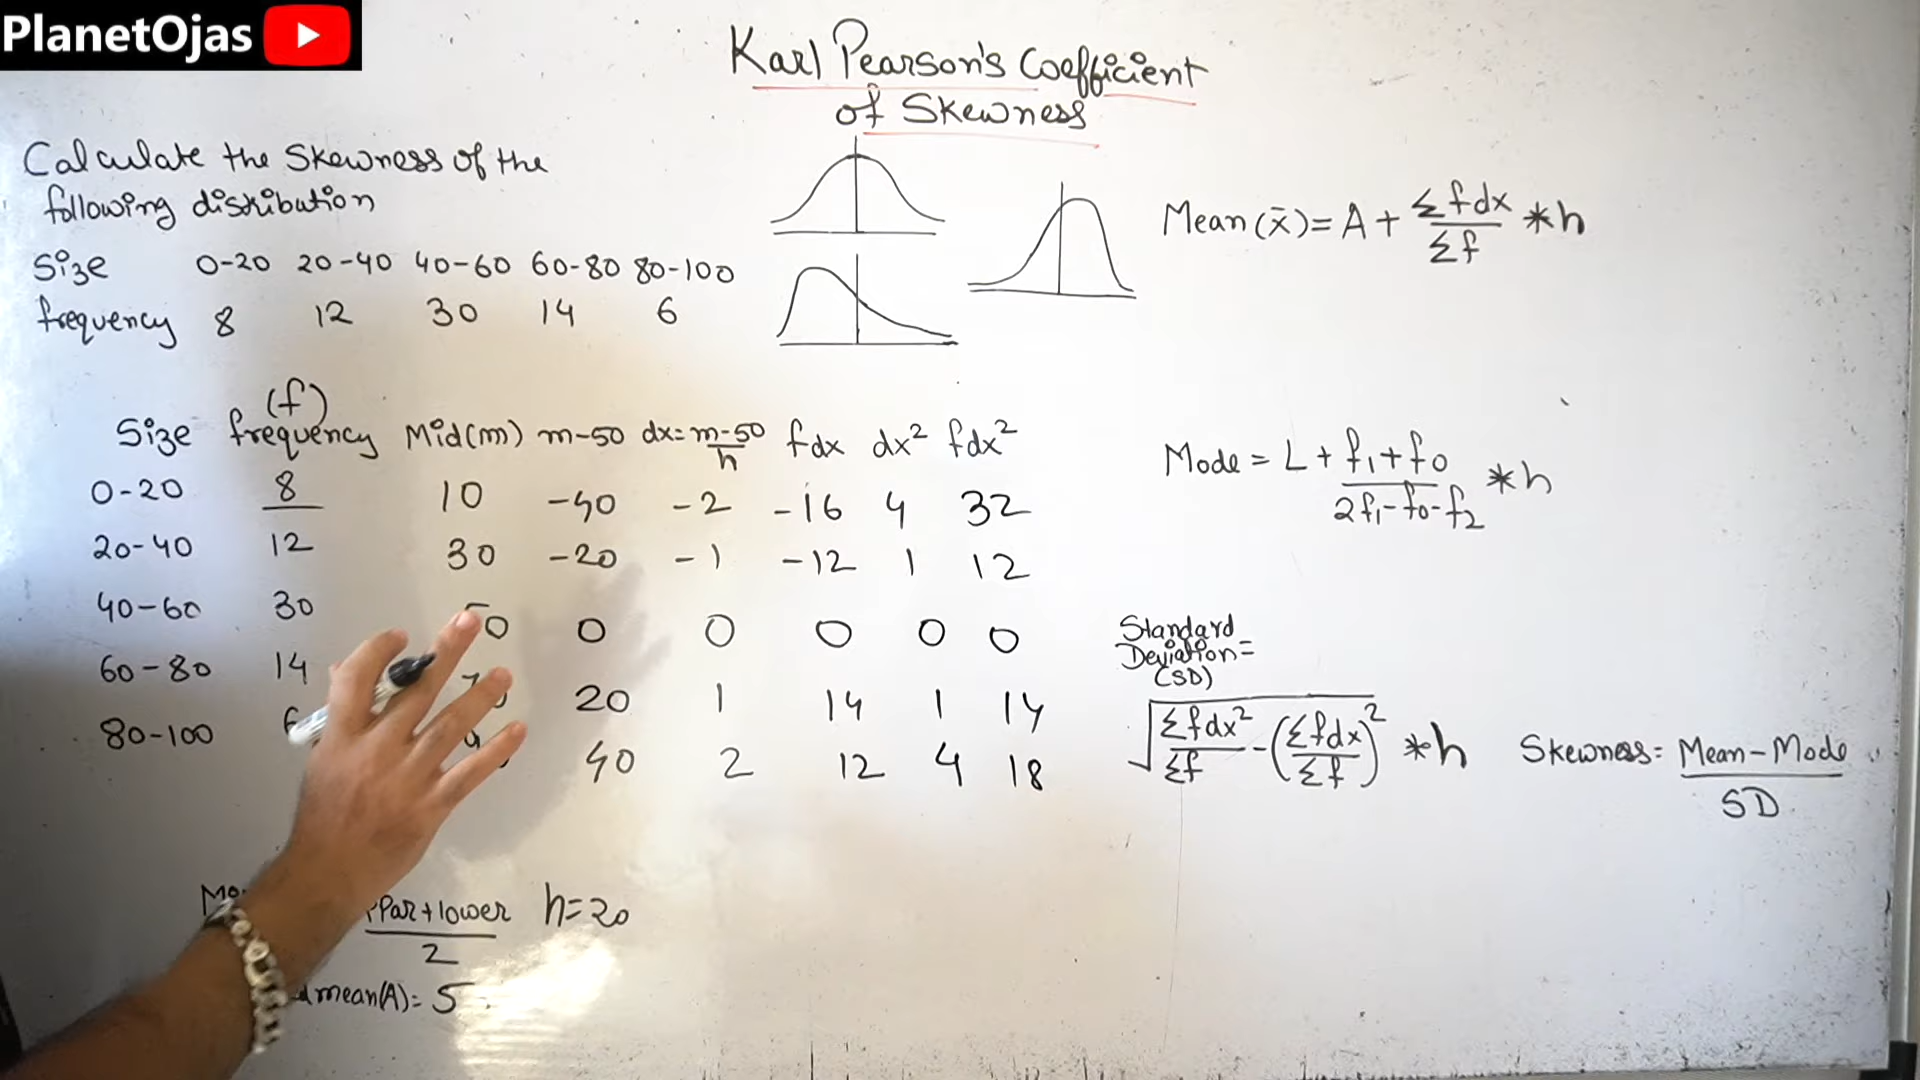 PlanetOjas
Karl Pearson's Coefficient
of Skewness
Calculate the Skewness of the
following distribution
Size 0-20 20-40 40-60 60-80 80-100
frequency 8 12 30 14 6
Mean (x̄) = A + Σfdx/Σf *h
Size frequency (f) Mid(m) m-50 dx=m-50/h fdx dx² fdx²
0-20 8 10 -40 -2 -16 4 32
20-40 12 30 -20 -1 -12 1 12
40-60 30 50 0 0 0 0 0
60-80 14 20 1 14 1 14
80-100 6 40 2 12 4 18
Mode = L + f₁+f₀/2f₁-f₀-f₂ *h
Standard
Deviation =
(SD)
√Σfdx²/Σf - (Σfdx/Σf)² *h
Skewness = Mean-Mode/SD
+lower/2 h=20
mean(A)= 5